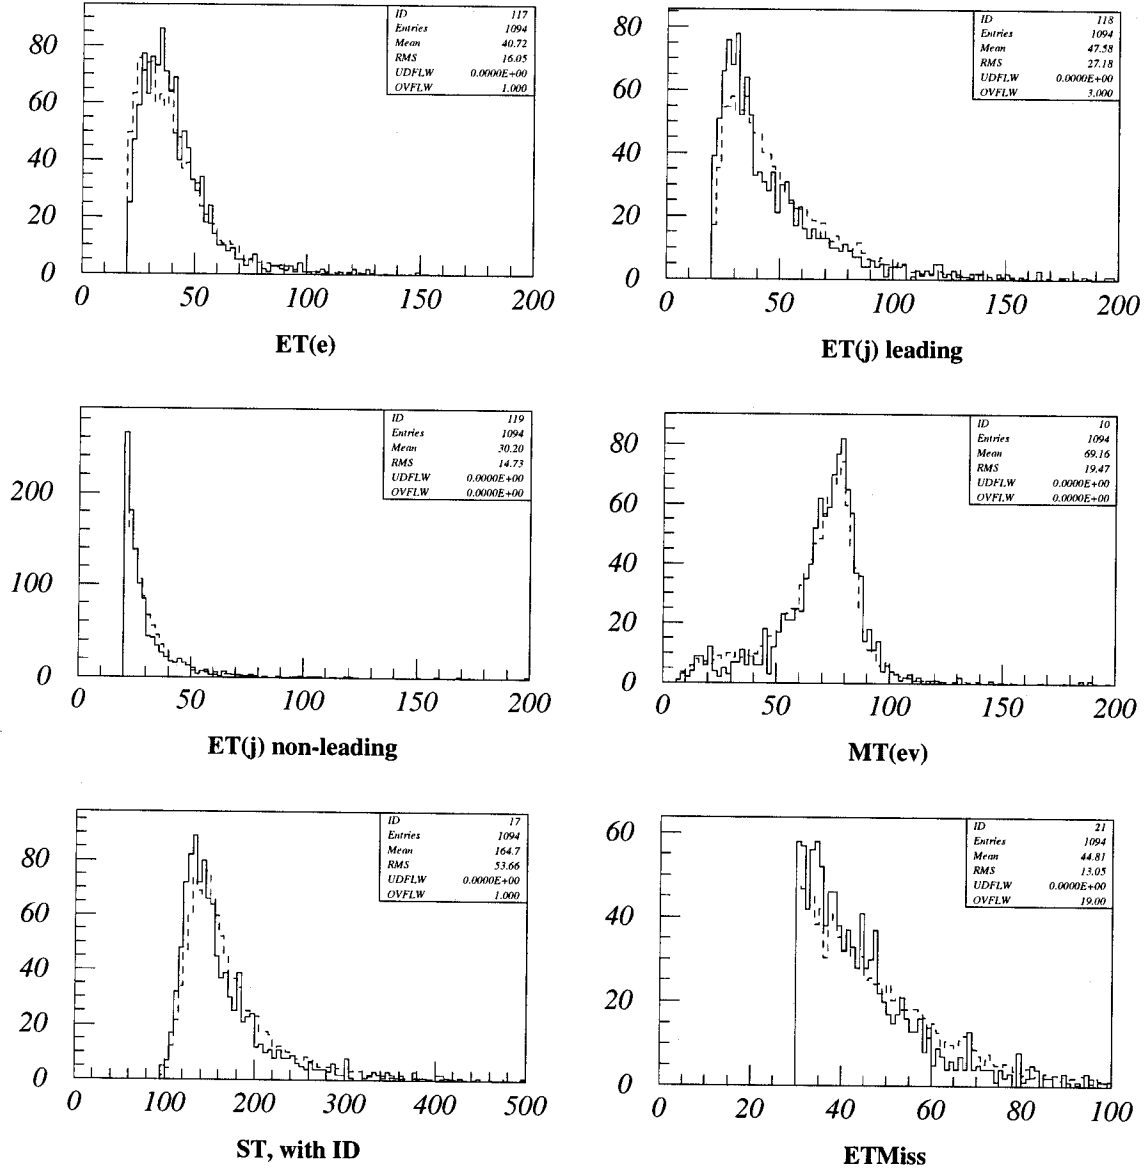 ID 117
Entries 1094
Mean 40.72
RMS 16.05
UDFLW 0.0000E+00
OVFLW 1.000
80
60
40
20
0
0 50 100 150 200
ET(e)
ID 118
Entries 1094
Mean 47.58
RMS 27.18
UDFLW 0.0000E+00
OVFLW 3.000
80
60
40
20
0
0 50 100 150 200
ET(j) leading
ID 119
Entries 1094
Mean 30.20
RMS 14.73
UDFLW 0.0000E+00
OVFLW 0.0000E+00
200
100
0
0 50 100 150 200
ET(j) non-leading
ID 10
Entries 1094
Mean 69.16
RMS 19.47
UDFLW 0.0000E+00
OVFLW 0.0000E+00
80
60
40
20
0
0 50 100 150 200
MT(ev)
ID 17
Entries 1094
Mean 164.7
RMS 53.66
UDFLW 0.0000E+00
OVFLW 1.000
80
60
40
20
0
0 100 200 300 400 500
ST, with ID
ID 21
Entries 1094
Mean 44.81
RMS 13.05
UDFLW 0.0000E+00
OVFLW 19.00
60
40
20
0
0 20 40 60 80 100
ETMiss